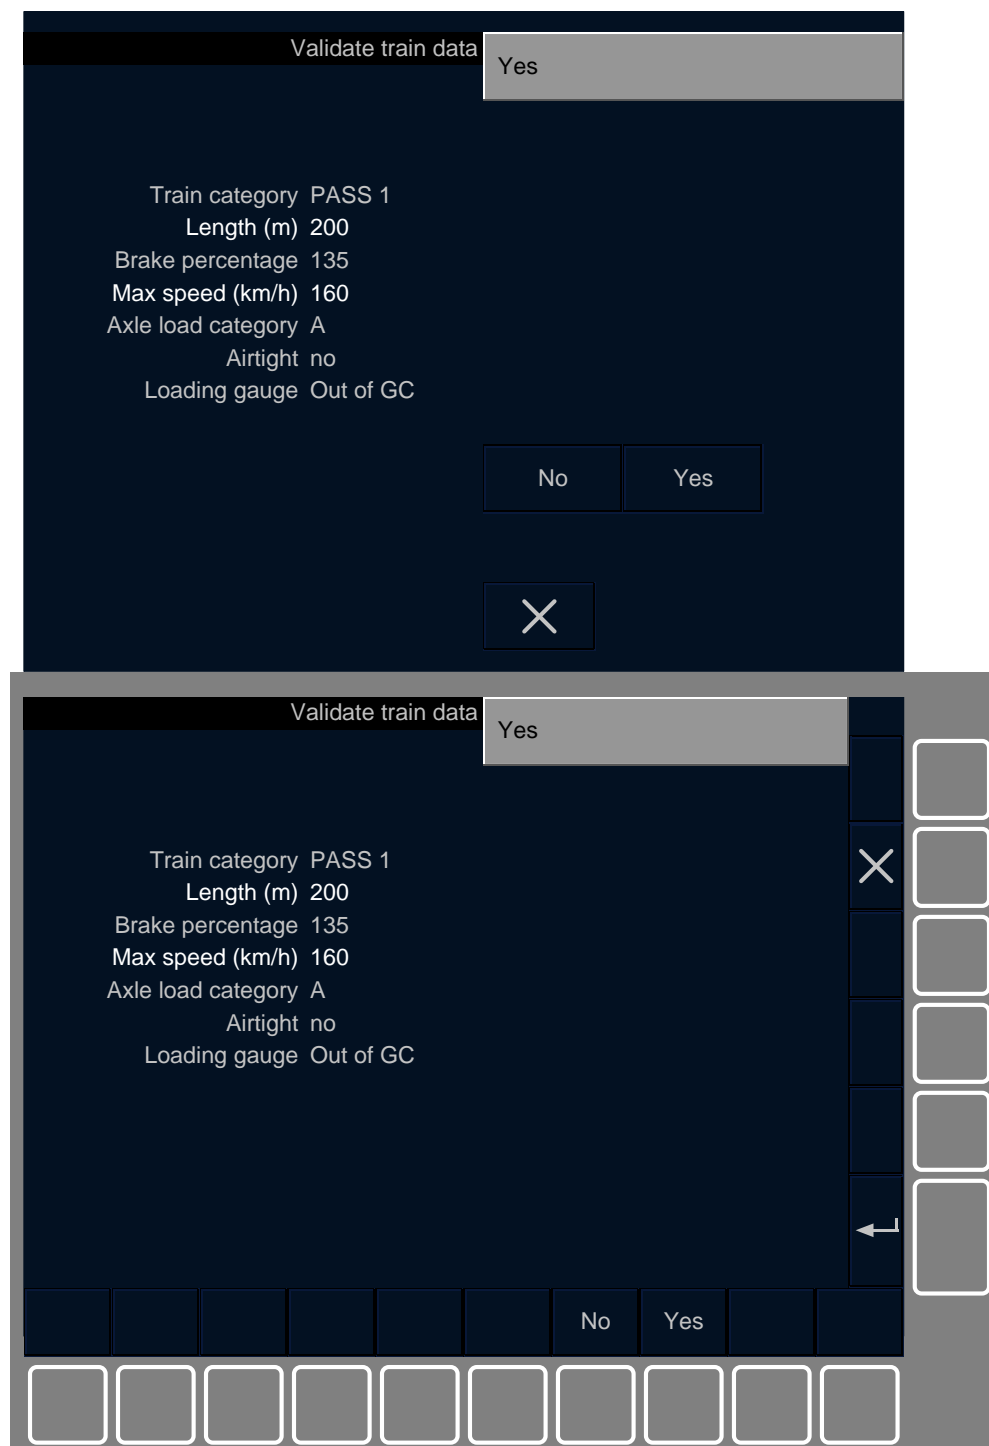 Validate train data Yes
Train category PASS 1
Length (m) 200
Brake percentage 135
Max speed (km/h) 160
Axle load category A
Airtight no
Loading gauge Out of GC
No Yes
Validate train data Yes
Train category PASS 1
Length (m) 200
Brake percentage 135
Max speed (km/h) 160
Axle load category A
Airtight no
Loading gauge Out of GC
No Yes